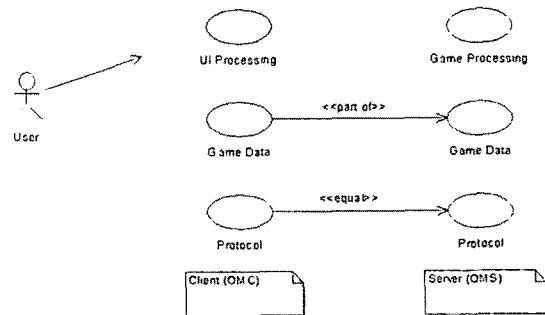 UI Processing
Game Processing
User
<<part of>>
Game Data
Game Data
<<equal>>
Protocol
Protocol
Client (OMC)
Server (OMS)